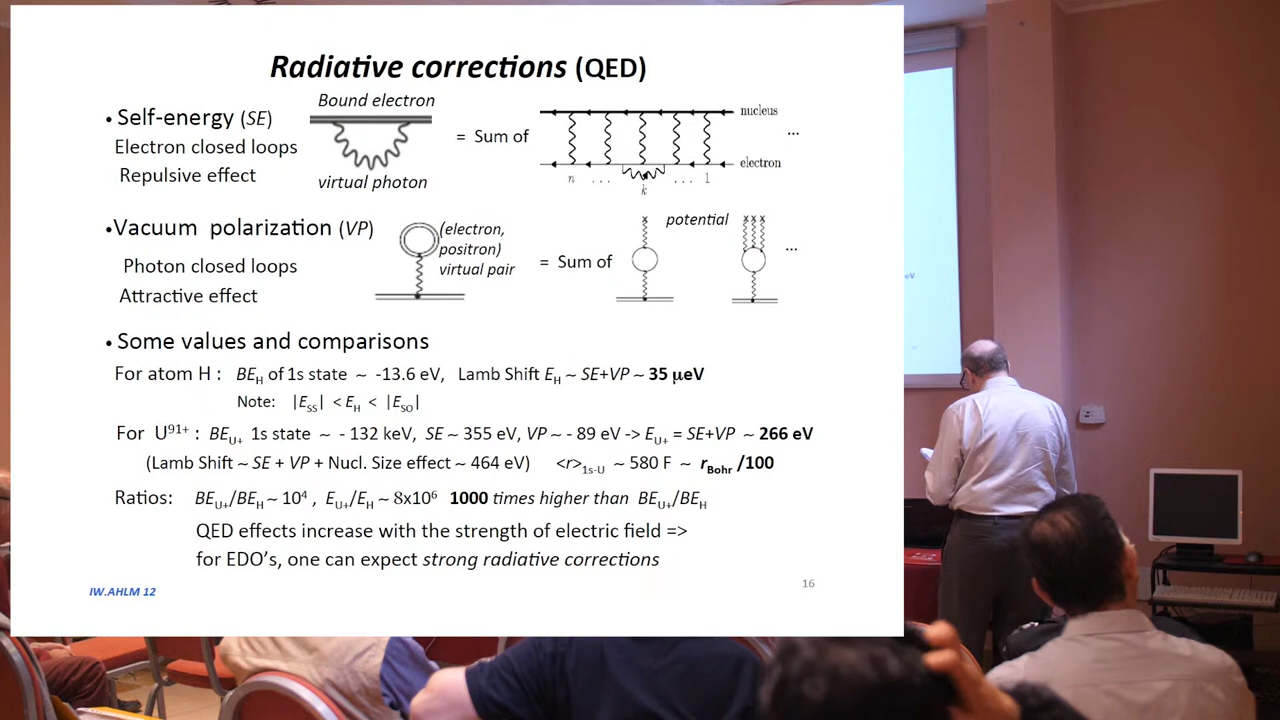 Radiative corrections (QED)
• Self-energy (SE)
Electron closed loops
Repulsive effect
Bound electron
virtual photon
= Sum of
nucleus
electron
...
n ... k ... 1
•Vacuum polarization (VP)
Photon closed loops
Attractive effect
(electron,
positron)
virtual pair
= Sum of
potential
...
• Some values and comparisons
For atom H : BE_H of 1s state ~ -13.6 eV, Lamb Shift E_H ~ SE+VP ~ 35 µeV
Note: |E_SS| < E_H < |E_SO|
For U⁹¹⁺ : BE_U+ 1s state ~ - 132 keV, SE ~ 355 eV, VP ~ - 89 eV -> E_U+ = SE+VP ~ 266 eV
(Lamb Shift ~ SE + VP + Nucl. Size effect ~ 464 eV) <r>_1s-U ~ 580 F ~ r_Bohr /100
Ratios: BE_U+/BE_H ~ 10⁴ , E_U+/E_H ~ 8x10⁶ 1000 times higher than BE_U+/BE_H
QED effects increase with the strength of electric field =>
for EDO's, one can expect strong radiative corrections
IW.AHLM 12
16
eV